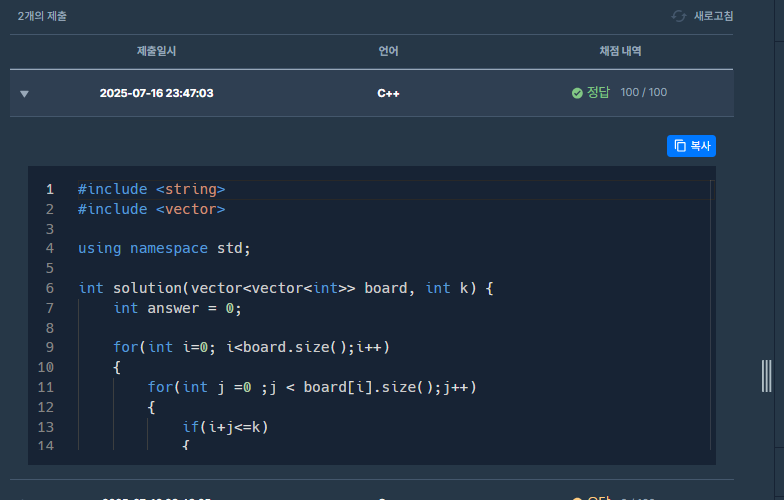 2개의 제출
새로고침
제출일시 언어 채점 내역
2025-07-16 23:47:03 C++ 정답 100 / 100
복사
1 #include <string>
2 #include <vector>
3
4 using namespace std;
5
6 int solution(vector<vector<int>> board, int k) {
7 int answer = 0;
8
9 for(int i=0; i<board.size();i++)
10 {
11 for(int j =0 ;j < board[i].size();j++)
12 {
13 if(i+j<=k)
14 {